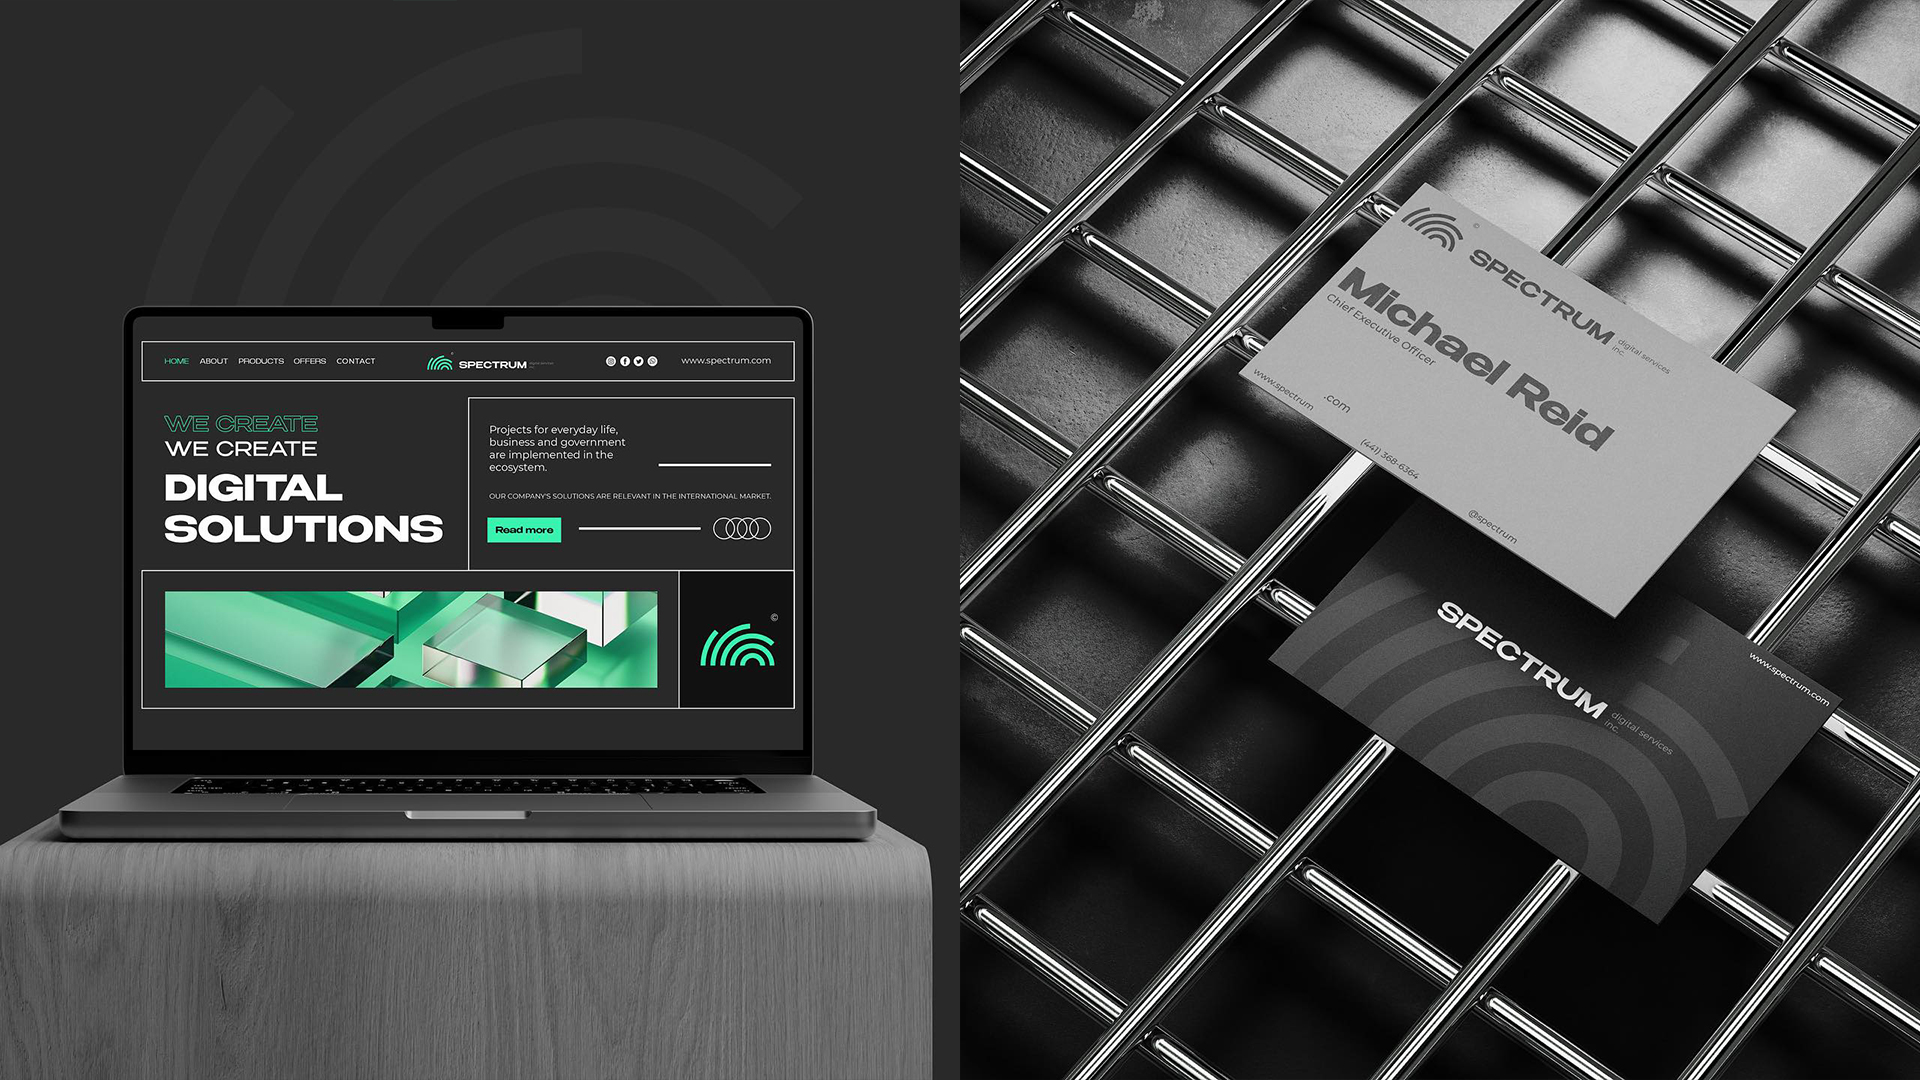 HOME ABOUT PRODUCTS OFFERS CONTACT
SPECTRUM
www.spectrum.com
WE CREATE
WE CREATE
DIGITAL
SOLUTIONS
Projects for everyday life,
business and government
are implemented in the
ecosystem.
OUR COMPANY'S SOLUTIONS ARE RELEVANT IN THE INTERNATIONAL MARKET.
Read more
©
©
SPECTRUM digital services
inc.
Michael Reid
Chief Executive Officer
www.spectrum .com
(441) 368-6364
@spectrum
SPECTRUM digital services
inc.
www.spectrum.com